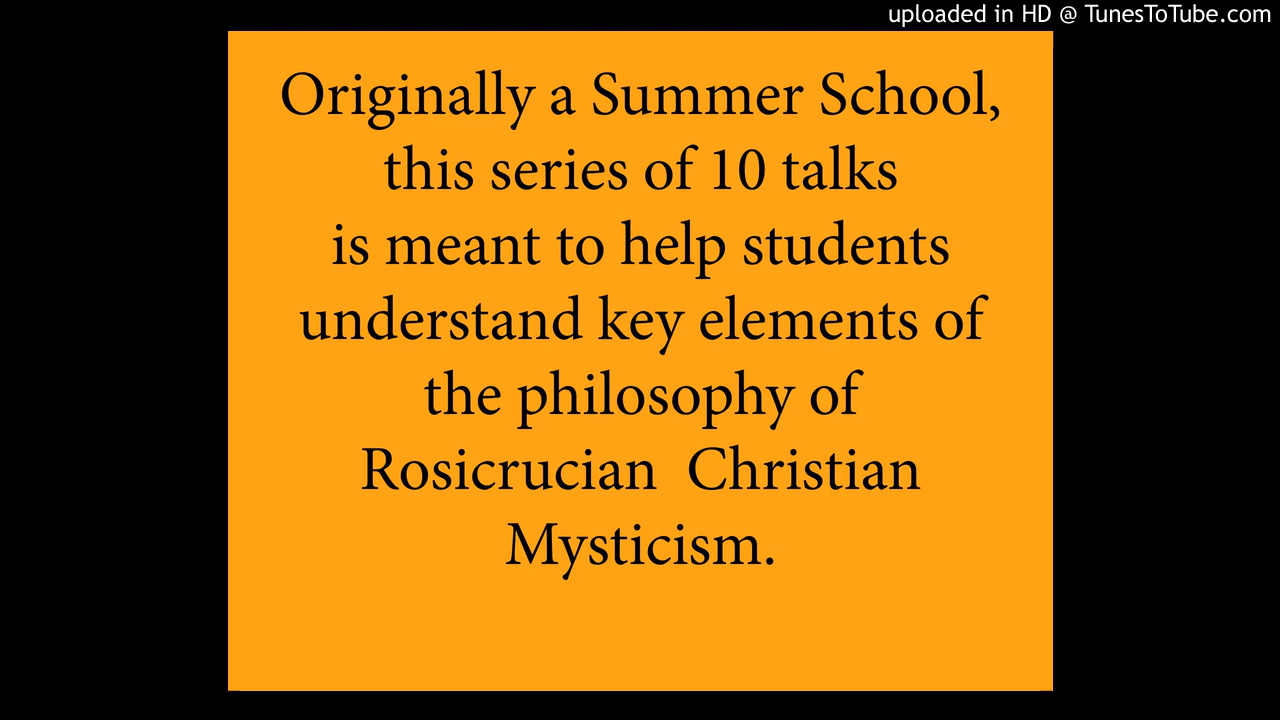 uploaded in HD @ TunesToTube.com
Originally a Summer School,
this series of 10 talks
is meant to help students
understand key elements of
the philosophy of
Rosicrucian  Christian
Mysticism.